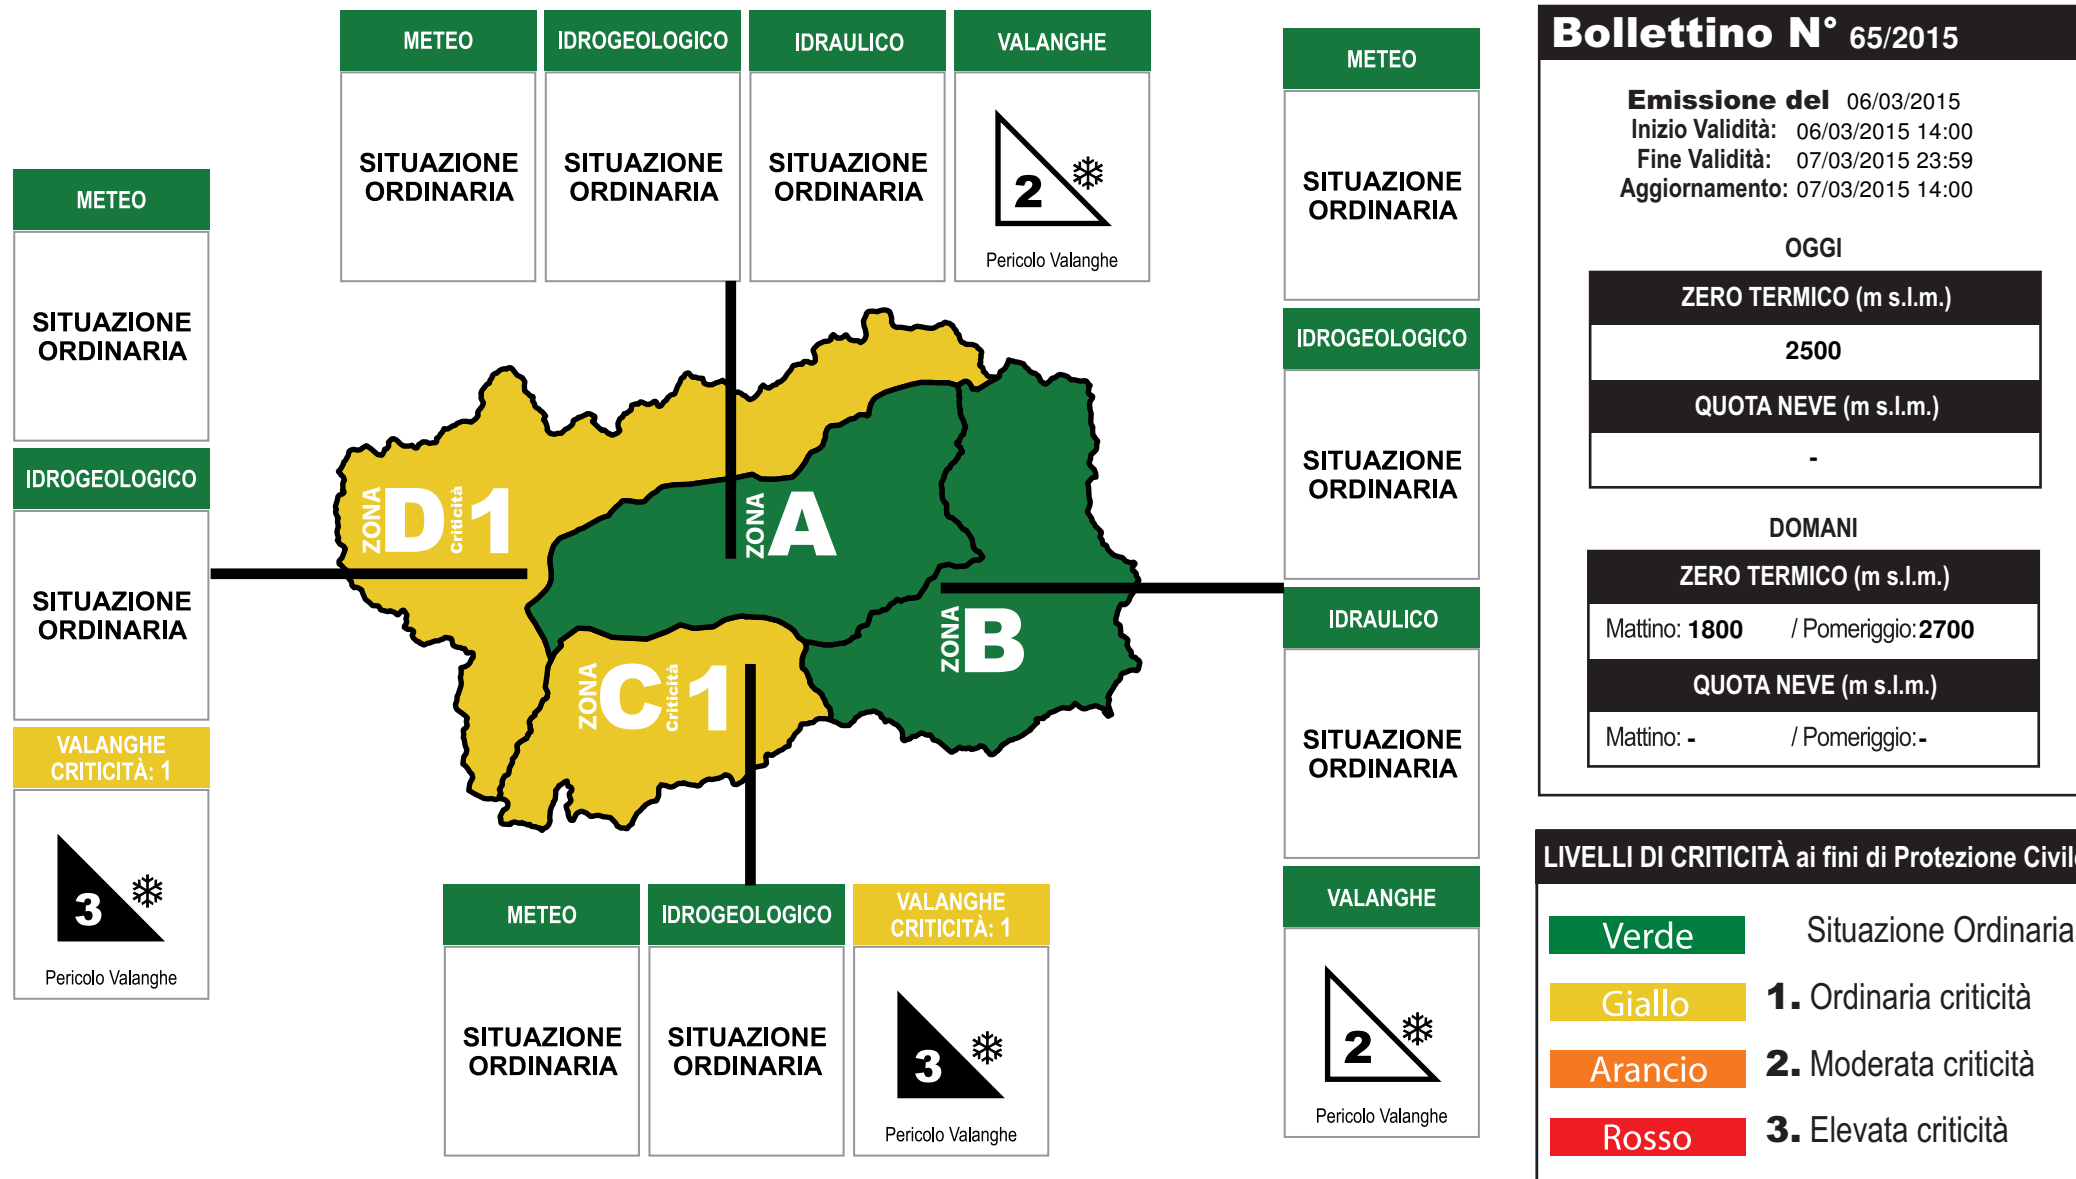 METEO
SITUAZIONE
ORDINARIA
IDROGEOLOGICO
SITUAZIONE
ORDINARIA
IDRAULICO
SITUAZIONE
ORDINARIA
VALANGHE
2
Pericolo Valanghe
METEO
SITUAZIONE
ORDINARIA
IDROGEOLOGICO
SITUAZIONE
ORDINARIA
VALANGHE
CRITICITÀ: 1
3
Pericolo Valanghe
ZONA D Criticità 1
ZONA A
ZONA B
ZONA C Criticità 1
METEO
SITUAZIONE
ORDINARIA
IDROGEOLOGICO
SITUAZIONE
ORDINARIA
VALANGHE
CRITICITÀ: 1
3
Pericolo Valanghe
METEO
SITUAZIONE
ORDINARIA
IDROGEOLOGICO
SITUAZIONE
ORDINARIA
IDRAULICO
SITUAZIONE
ORDINARIA
VALANGHE
2
Pericolo Valanghe
Bollettino N° 65/2015
Emissione del 06/03/2015
Inizio Validità: 06/03/2015 14:00
Fine Validità: 07/03/2015 23:59
Aggiornamento: 07/03/2015 14:00
OGGI
ZERO TERMICO (m s.l.m.)
2500
QUOTA NEVE (m s.l.m.)
-
DOMANI
ZERO TERMICO (m s.l.m.)
Mattino: 1800 / Pomeriggio: 2700
QUOTA NEVE (m s.l.m.)
Mattino: - / Pomeriggio: -
LIVELLI DI CRITICITÀ ai fini di Protezione Civile
Verde Situazione Ordinaria
Giallo 1. Ordinaria criticità
Arancio 2. Moderata criticità
Rosso 3. Elevata criticità